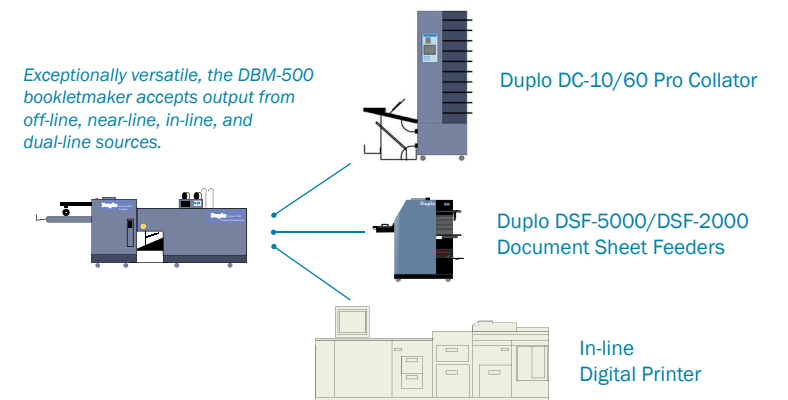 Exceptionally versatile, the DBM-500
bookletmaker accepts output from
off-line, near-line, in-line, and
dual-line sources.
Duplo DC-10/60 Pro Collator
Duplo
Duplo
Duplo
Duplo DSF-5000/DSF-2000
Document Sheet Feeders
In-line
Digital Printer